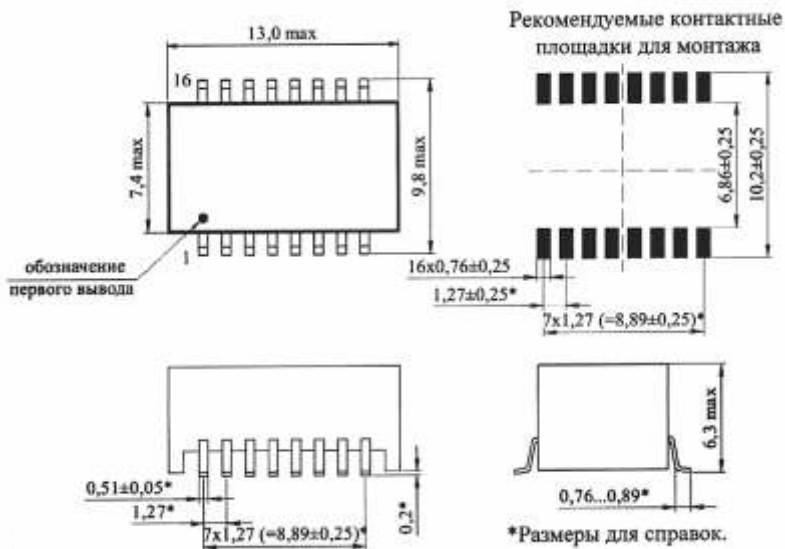 13,0 max
16
7,4 max
9,8 max
1
обозначение
первого вывода
Рекомендуемые контактные
площадки для монтажа
6,86±0,25
10,2±0,25
16x0,76±0,25
1,27±0,25*
7x1,27 (=8,89±0,25)*
0,51±0,05*
1,27*
7x1,27 (=8,89±0,25)*
0,2*
6,3 max
0,76...0,89*
*Размеры для справок.